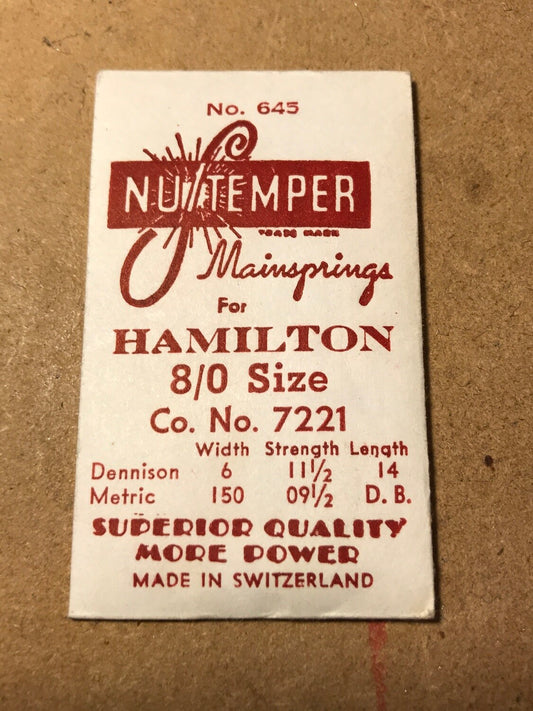 No. 645
NU-TEMPER
TRADE MARK
Mainsprings
For
HAMILTON
8/0 Size
Co. No. 7221
Width Strength Length
Dennison 6 11½ 14
Metric 150 09½ D. B.
SUPERIOR QUALITY
MORE POWER
MADE IN SWITZERLAND